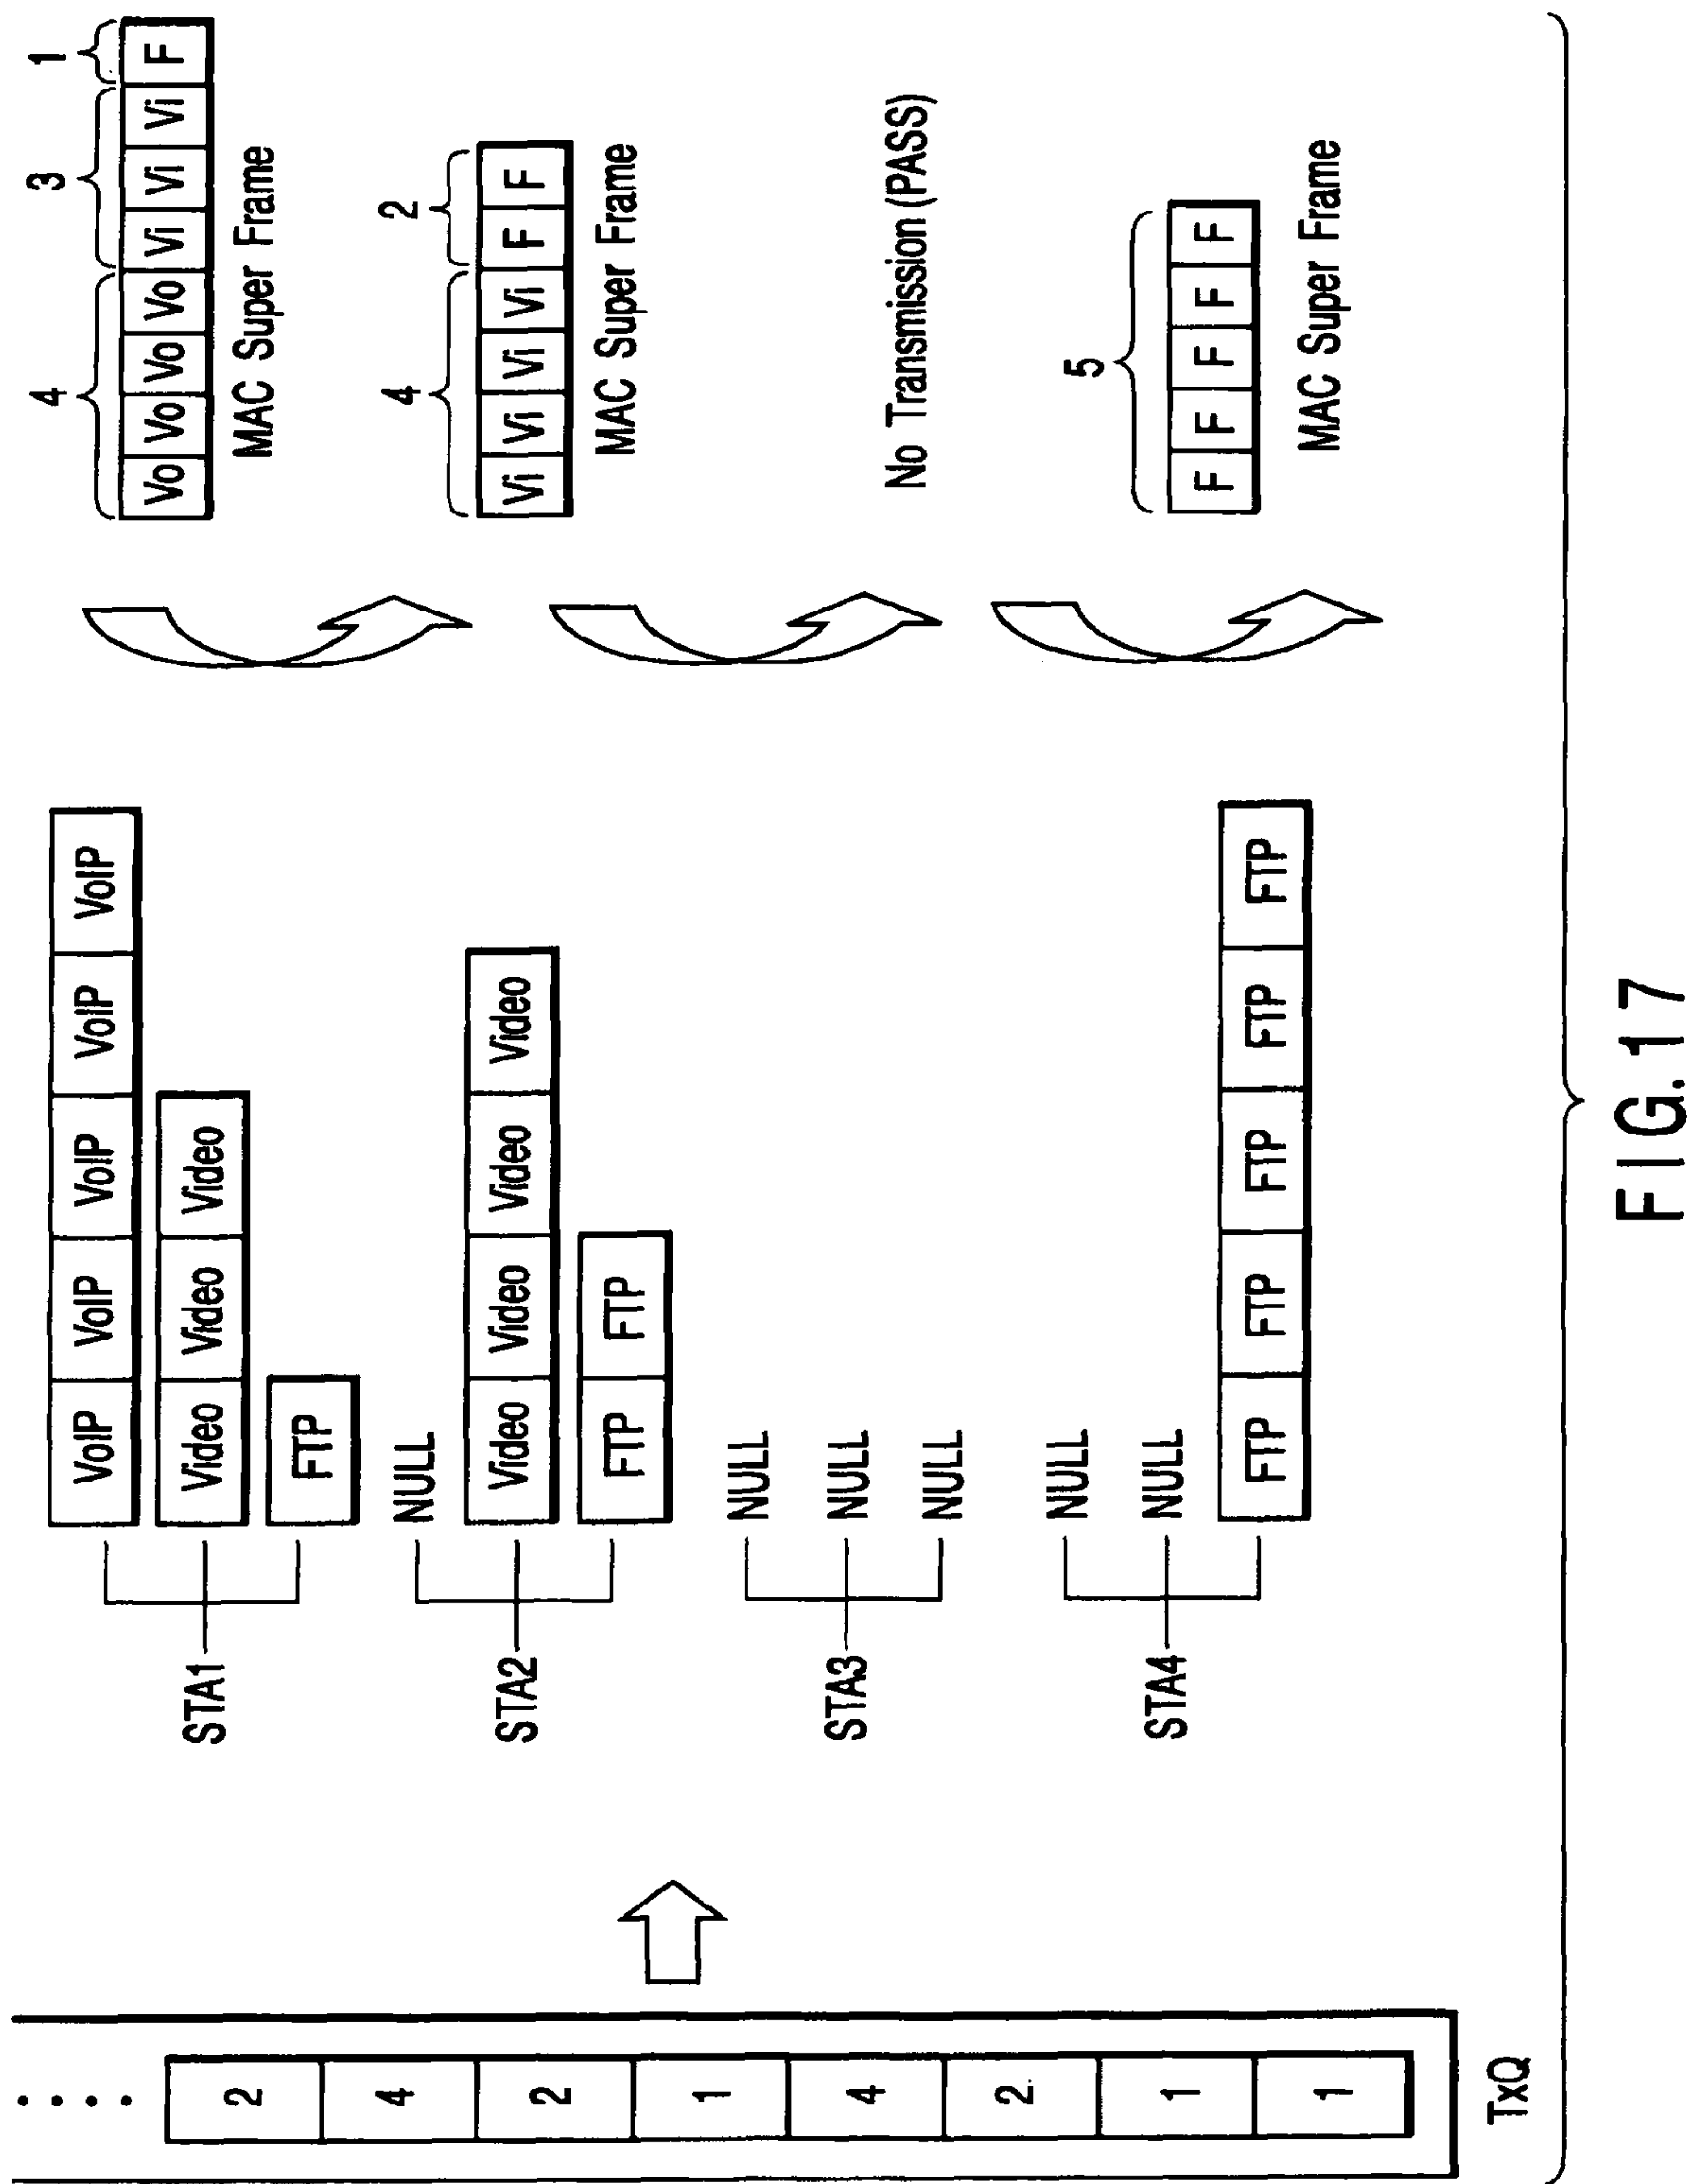 2
4
2
1
4
2
1
1
TxQ
STA1
VoIP VoIP VoIP VoIP VoIP
Video Video Video
FTP
STA2
NULL
Video Video Video Video
FTP FTP
STA3
NULL
NULL
NULL
STA4
NULL
NULL
FTP FTP FTP FTP FTP
4 3 1
Vo Vo Vo Vo Vi Vi Vi F
MAC Super Frame
4 2
Vi Vi Vi Vi F F
MAC Super Frame
No Transmission (PASS)
5
F F F F F
MAC Super Frame
FIG.17